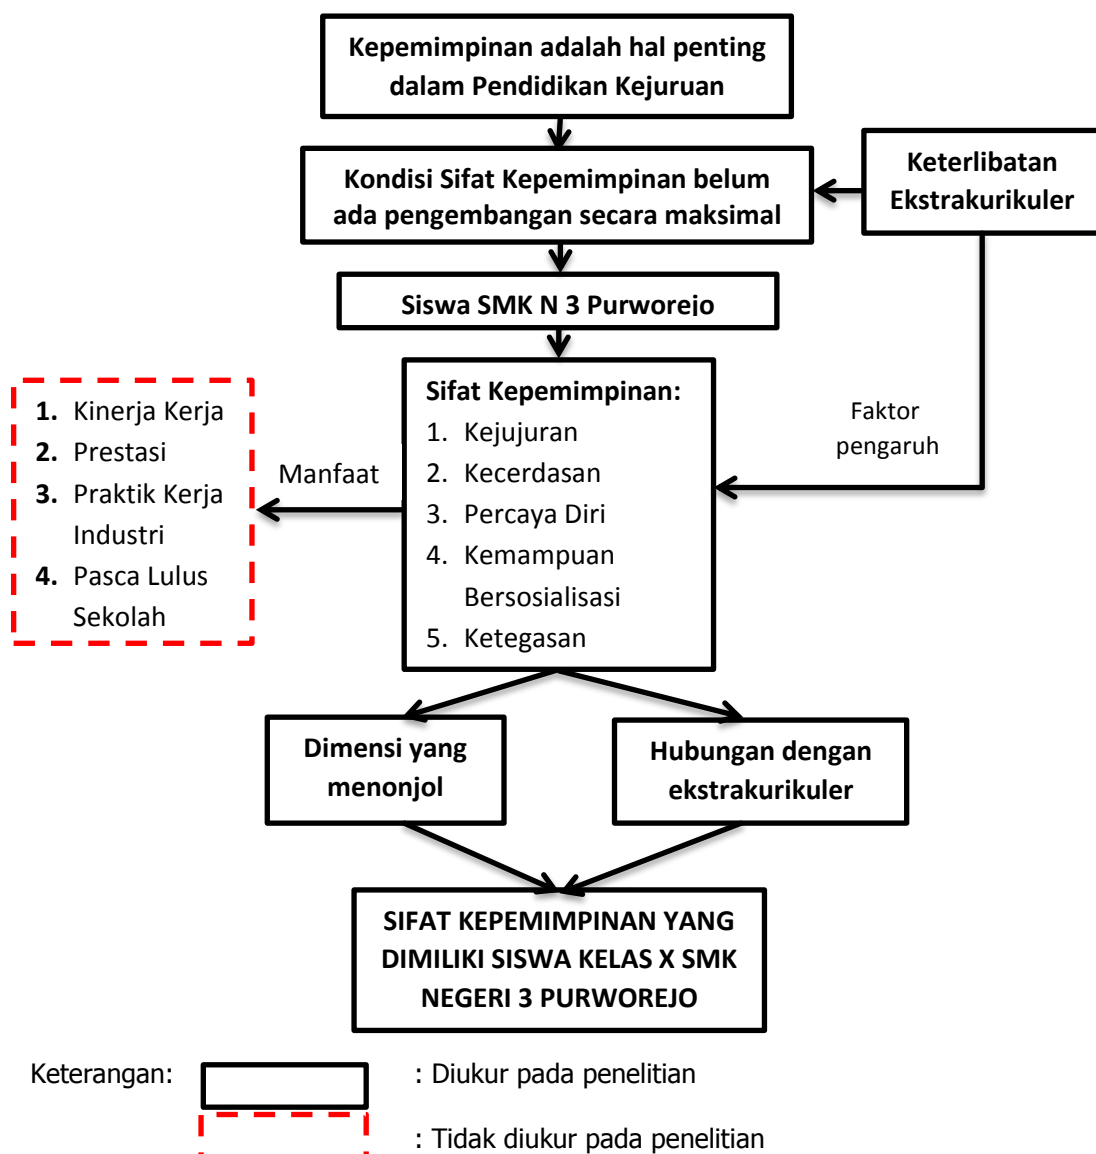 Kepemimpinan adalah hal penting
dalam Pendidikan Kejuruan
Keterlibatan
Ekstrakurikuler
Kondisi Sifat Kepemimpinan belum
ada pengembangan secara maksimal
Siswa SMK N 3 Purworejo
Sifat Kepemimpinan:
1. Kejujuran
2. Kecerdasan
3. Percaya Diri
4. Kemampuan
Bersosialisasi
5. Ketegasan
Faktor
pengaruh
Manfaat
1. Kinerja Kerja
2. Prestasi
3. Praktik Kerja
Industri
4. Pasca Lulus
Sekolah
Dimensi yang
menonjol
Hubungan dengan
ekstrakurikuler
SIFAT KEPEMIMPINAN YANG
DIMILIKI SISWA KELAS X SMK
NEGERI 3 PURWOREJO
Keterangan:
: Diukur pada penelitian
: Tidak diukur pada penelitian